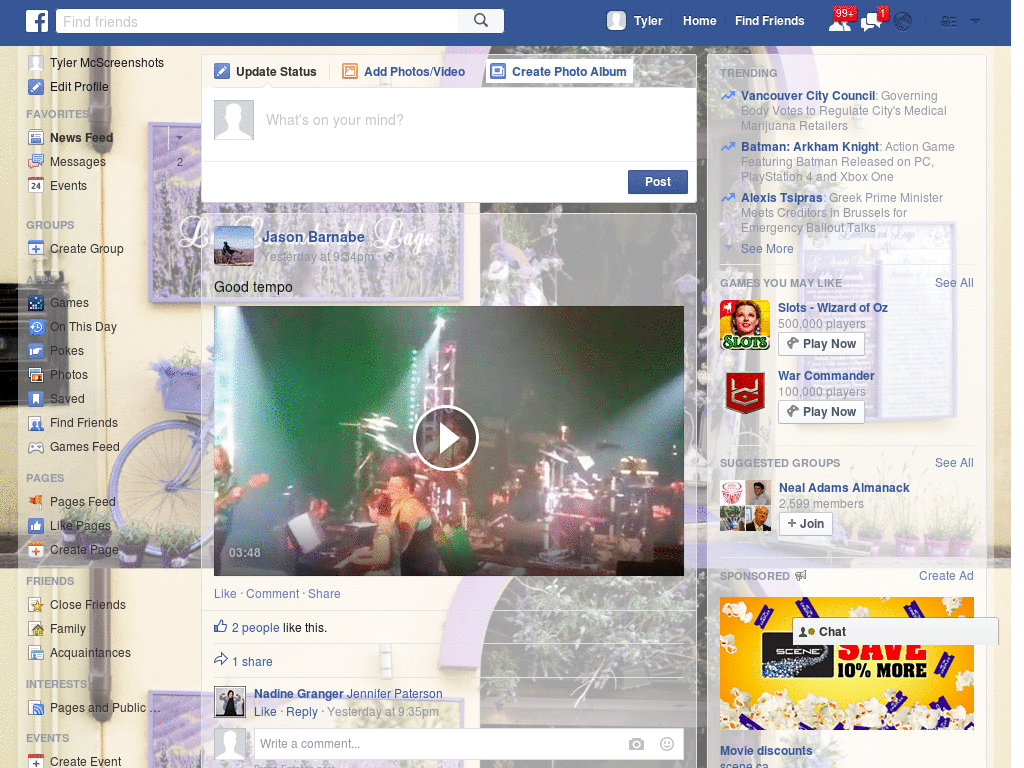 Find friends
Tyler
Home
Find Friends
99+
1
Tyler McScreenshots
Edit Profile
FAVORITES
News Feed
Messages
2
24
Events
GROUPS
Create Group
APPS
Games
On This Day
Pokes
Photos
Saved
Find Friends
Games Feed
PAGES
Pages Feed
Like Pages
Create Page
FRIENDS
Close Friends
Family
Acquaintances
INTERESTS
Pages and Public ...
EVENTS
Create Event
Update Status
Add Photos/Video
Create Photo Album
What's on your mind?
Post
Lago
Jason Barnabe
Yesterday at 9:34pm ·
Good tempo
03:48
Like · Comment · Share
2 people like this.
1 share
Nadine Granger Jennifer Paterson
Like · Reply · Yesterday at 9:35pm
Write a comment...
TRENDING
Vancouver City Council: Governing
Body Votes to Regulate City's Medical
Marijuana Retailers
Batman: Arkham Knight: Action Game
Featuring Batman Released on PC,
PlayStation 4 and Xbox One
Alexis Tsipras: Greek Prime Minister
Meets Creditors in Brussels for
Emergency Bailout Talks
See More
GAMES YOU MAY LIKE
See All
SLOTS
Slots - Wizard of Oz
500,000 players
Play Now
War Commander
100,000 players
Play Now
SUGGESTED GROUPS
See All
Neal Adams Almanack
2,599 members
+ Join
SPONSORED
Create Ad
Chat
SCENE
SAVE
10% MORE
Movie discounts
scene.ca